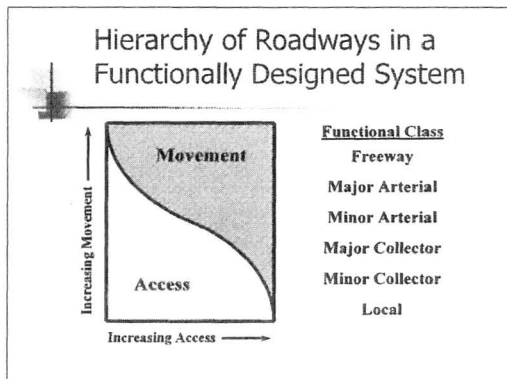 Hierarchy of Roadways in a
Functionally Designed System
Increasing Movement
Movement
Access
Increasing Access
Functional Class
Freeway
Major Arterial
Minor Arterial
Major Collector
Minor Collector
Local